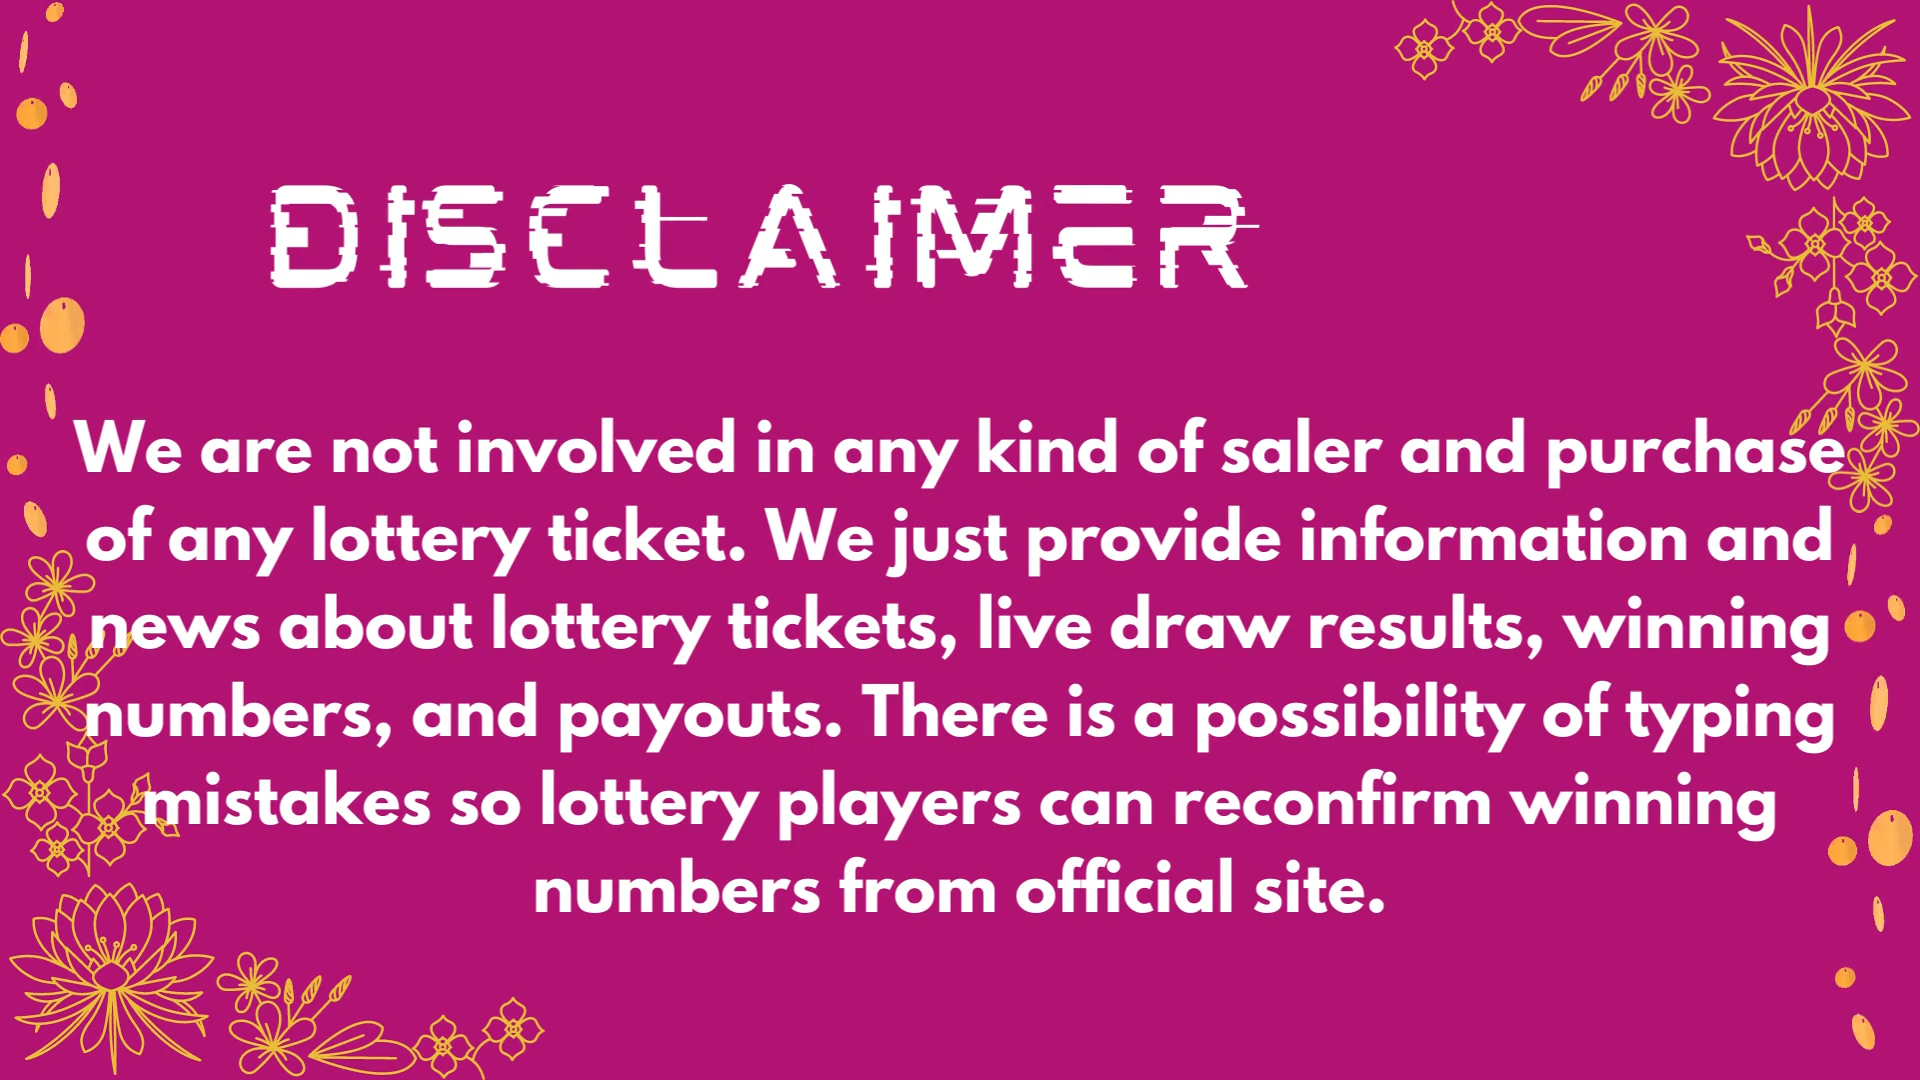 DISCLAIMER
We are not involved in any kind of saler and purchase
of any lottery ticket. We just provide information and
news about lottery tickets, live draw results, winning
numbers, and payouts. There is a possibility of typing
mistakes so lottery players can reconfirm winning
numbers from official site.